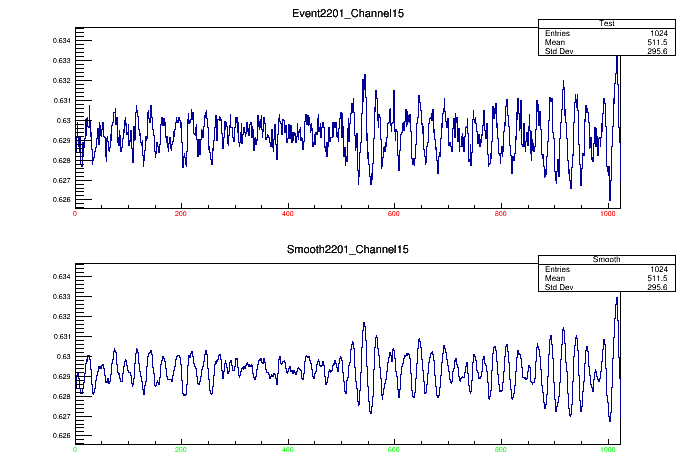 Event2201_Channel15
Test
Entries 1024
Mean 511.5
Std Dev 295.6
0.634
0.633
0.632
0.631
0.63
0.629
0.628
0.627
0.626
0 200 400 600 800 1000
Smooth2201_Channel15
Smooth
Entries 1024
Mean 511.5
Std Dev 295.6
0.634
0.633
0.632
0.631
0.63
0.629
0.628
0.627
0.626
0 200 400 600 800 1000